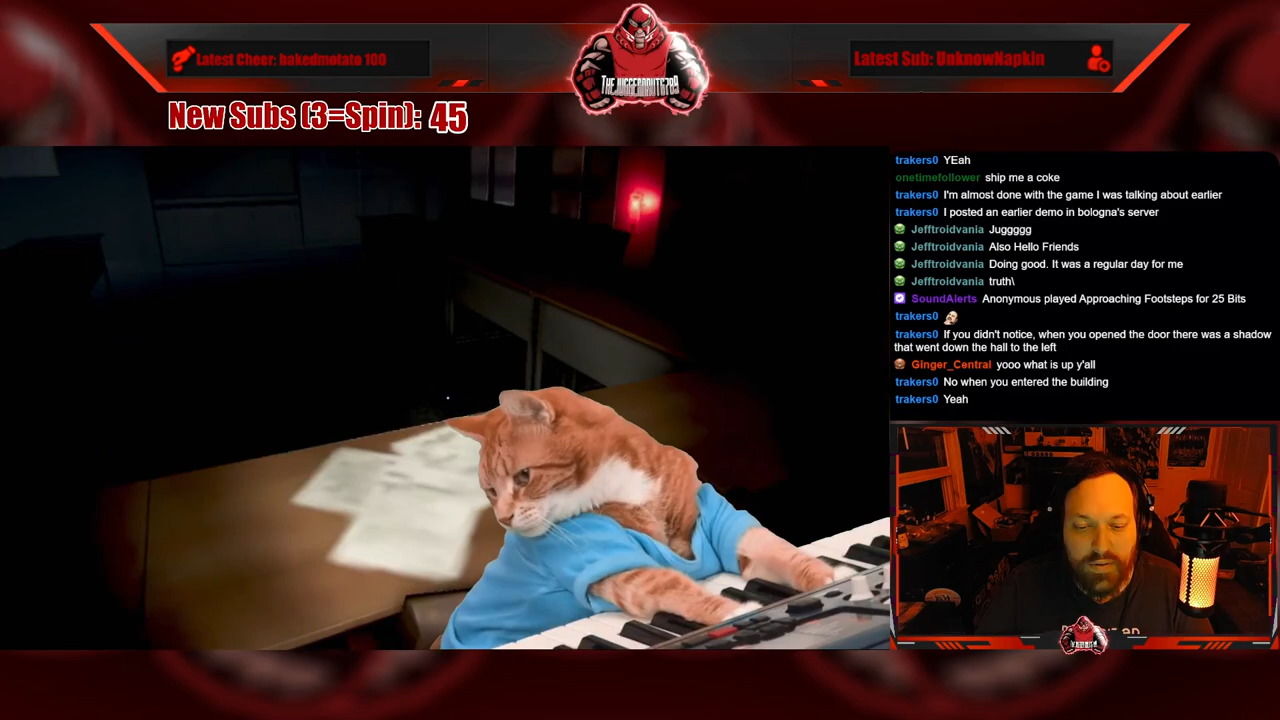 Latest Cheer: bakedmotato 100
THEJUGGERNAUT6789
Latest Sub: UnknowNapkin
New Subs (3=Spin): 45
trakers0 YEah
onetimefollower ship me a coke
trakers0 I'm almost done with the game I was talking about earlier
trakers0 I posted an earlier demo in bologna's server
Jefftroidvania Juggggg
Jefftroidvania Also Hello Friends
Jefftroidvania Doing good. It was a regular day for me
Jefftroidvania truth\
SoundAlerts Anonymous played Approaching Footsteps for 25 Bits
trakers0
trakers0 If you didn't notice, when you opened the door there was a shadow
that went down the hall to the left
Ginger_Central yooo what is up y'all
trakers0 No when you entered the building
trakers0 Yeah